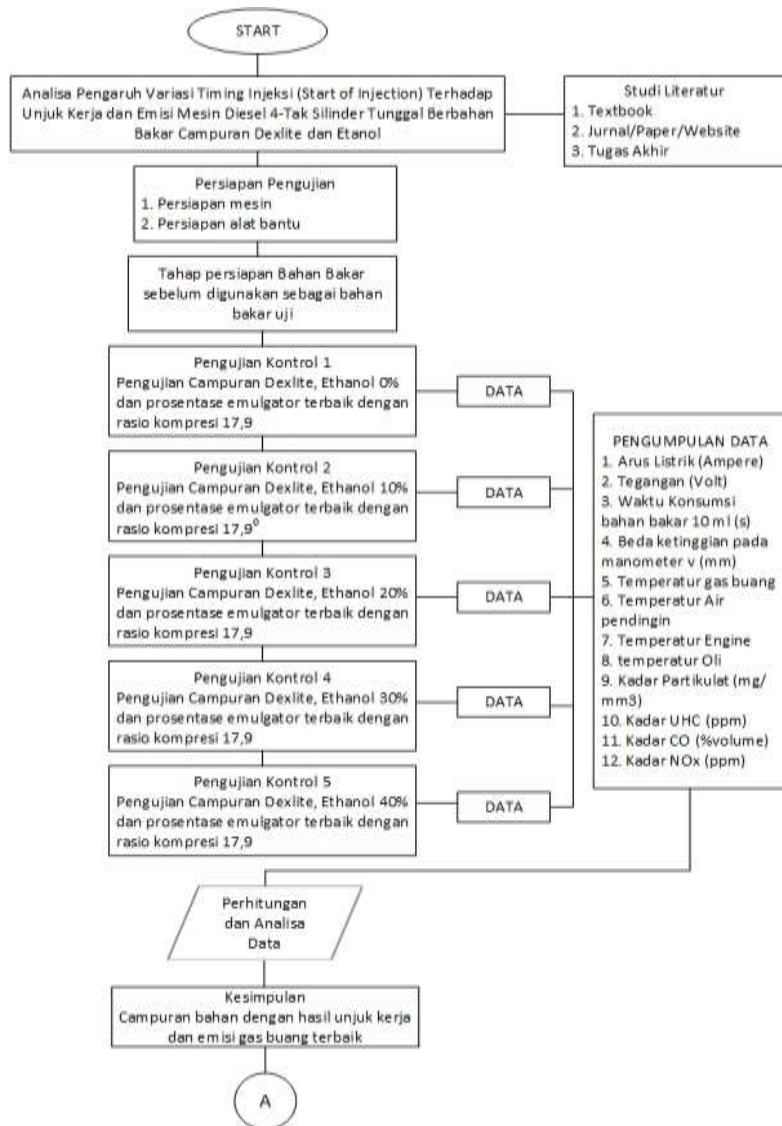 START
Analisa Pengaruh Variasi Timing Injeksi (Start of Injection) Terhadap
Unjuk Kerja dan Emisi Mesin Diesel 4-Tak Silinder Tunggal Berbahan
Bakar Campuran Dexlite dan Etanol
Studi Literatur
1. Textbook
2. Jurnal/Paper/Website
3. Tugas Akhir
Persiapan Pengujian
1. Persiapan mesin
2. Persiapan alat bantu
Tahap persiapan Bahan Bakar
sebelum digunakan sebagai bahan
bakar uji
Pengujian Kontrol 1
Pengujian Campuran Dexlite, Ethanol 0%
dan prosentase emulgator terbaik dengan
rasio kompresi 17,9
DATA
Pengujian Kontrol 2
Pengujian Campuran Dexlite, Ethanol 10%
dan prosentase emulgator terbaik dengan
rasio kompresi 17,9⁰
DATA
Pengujian Kontrol 3
Pengujian Campuran Dexlite, Ethanol 20%
dan prosentase emulgator terbaik dengan
rasio kompresi 17,9
DATA
Pengujian Kontrol 4
Pengujian Campuran Dexlite, Ethanol 30%
dan prosentase emulgator terbaik dengan
rasio kompresi 17,9
DATA
Pengujian Kontrol 5
Pengujian Campuran Dexlite, Ethanol 40%
dan prosentase emulgator terbaik dengan
rasio kompresi 17,9
DATA
PENGUMPULAN DATA
1. Arus Listrik (Ampere)
2. Tegangan (Volt)
3. Waktu Konsumsi
bahan bakar 10 ml (s)
4. Beda ketinggian pada
manometer v (mm)
5. Temperatur gas buang
6. Temperatur Air
pendingin
7. Temperatur Engine
8. temperatur Oli
9. Kadar Partikulat (mg/
mm3)
10. Kadar UHC (ppm)
11. Kadar CO (%volume)
12. Kadar NOx (ppm)
Perhitungan
dan Analisa
Data
Kesimpulan
Campuran bahan dengan hasil unjuk kerja
dan emisi gas buang terbaik
A